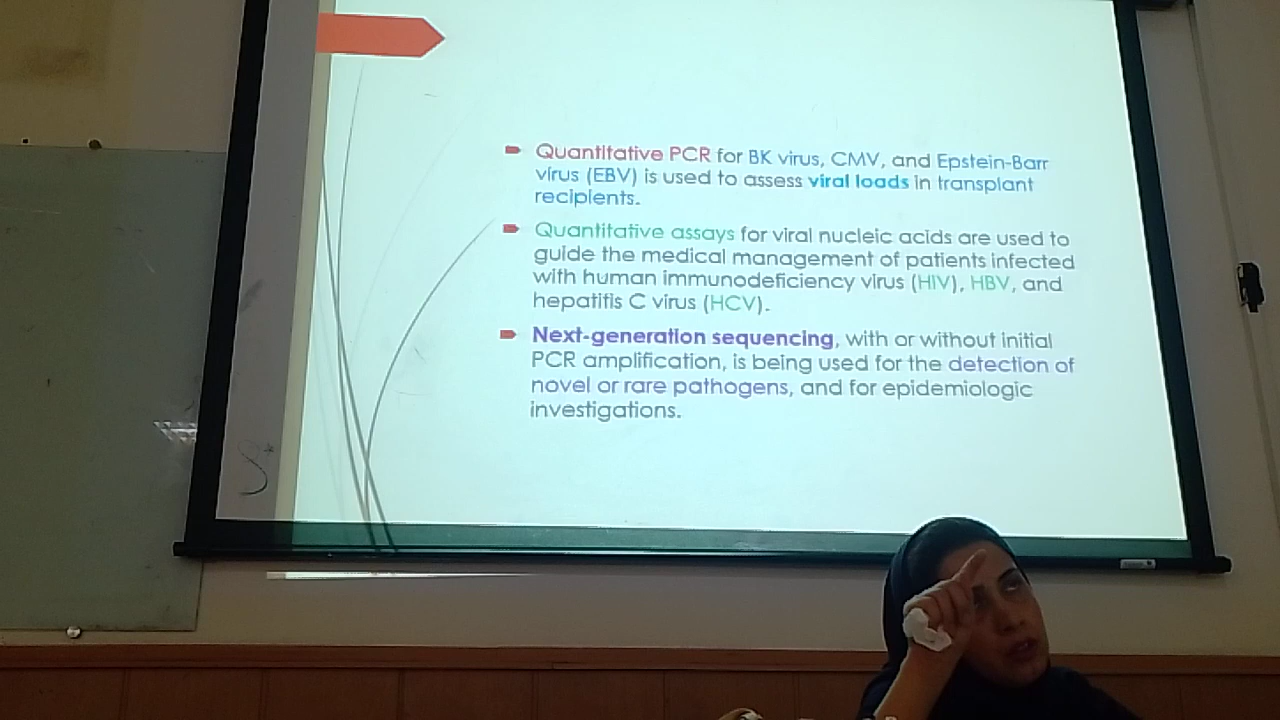 Quantitative PCR for BK virus, CMV, and Epstein-Barr
virus (EBV) is used to assess viral loads in transplant
recipients.
Quantitative assays for viral nucleic acids are used to
guide the medical management of patients infected
with human immunodeficiency virus (HIV), HBV, and
hepatitis C virus (HCV).
Next-generation sequencing, with or without initial
PCR amplification, is being used for the detection of
novel or rare pathogens, and for epidemiologic
investigations.